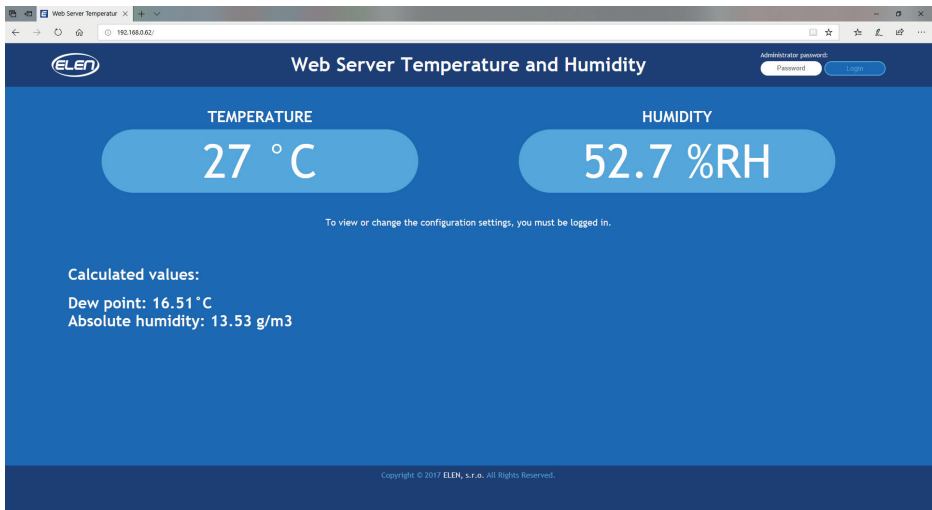 Web Server Temperatur
192.168.0.62/
ELEN
Web Server Temperature and Humidity
Administrator password:
Password
Login
TEMPERATURE
HUMIDITY
27 °C
52.7 %RH
To view or change the configuration settings, you must be logged in.
Calculated values:
Dew point: 16.51°C
Absolute humidity: 13.53 g/m3
Copyright © 2017 ELEN, s.r.o. All Rights Reserved.